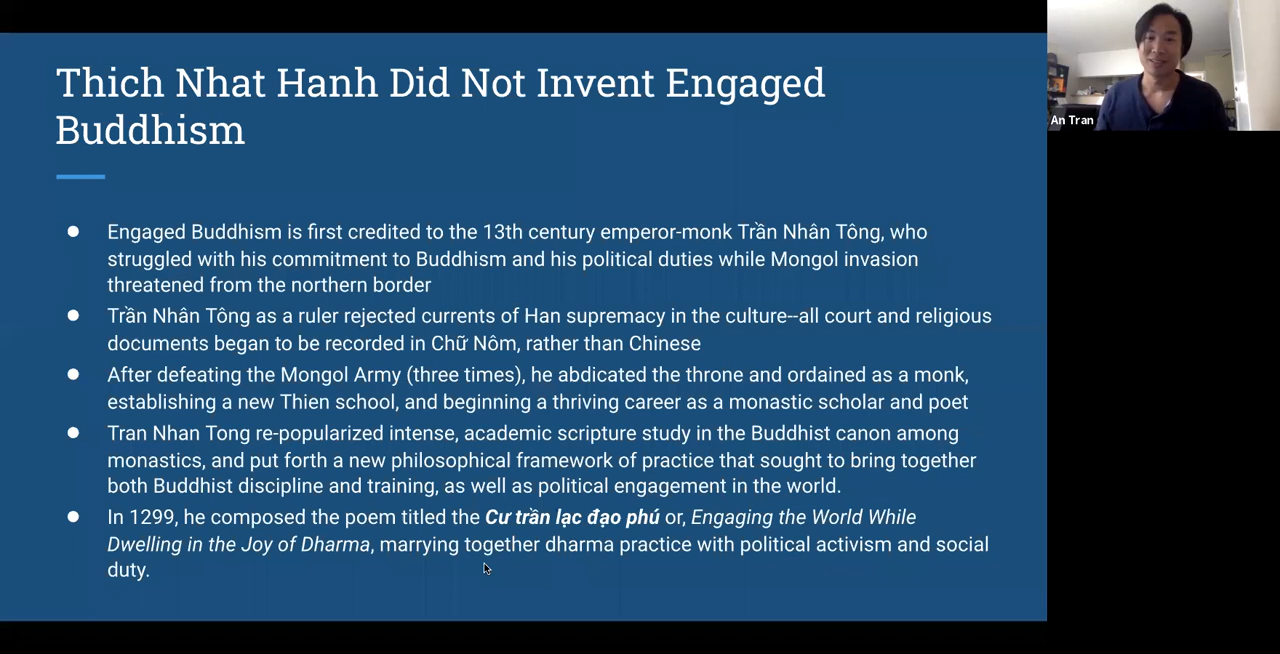 Thich Nhat Hanh Did Not Invent Engaged
Buddhism
● Engaged Buddhism is first credited to the 13th century emperor-monk Trần Nhân Tông, who
struggled with his commitment to Buddhism and his political duties while Mongol invasion
threatened from the northern border
● Trần Nhân Tông as a ruler rejected currents of Han supremacy in the culture--all court and religious
documents began to be recorded in Chữ Nôm, rather than Chinese
● After defeating the Mongol Army (three times), he abdicated the throne and ordained as a monk,
establishing a new Thien school, and beginning a thriving career as a monastic scholar and poet
● Tran Nhan Tong re-popularized intense, academic scripture study in the Buddhist canon among
monastics, and put forth a new philosophical framework of practice that sought to bring together
both Buddhist discipline and training, as well as political engagement in the world.
● In 1299, he composed the poem titled the Cư trần lạc đạo phú or, Engaging the World While
Dwelling in the Joy of Dharma, marrying together dharma practice with political activism and social
duty.
An Tran